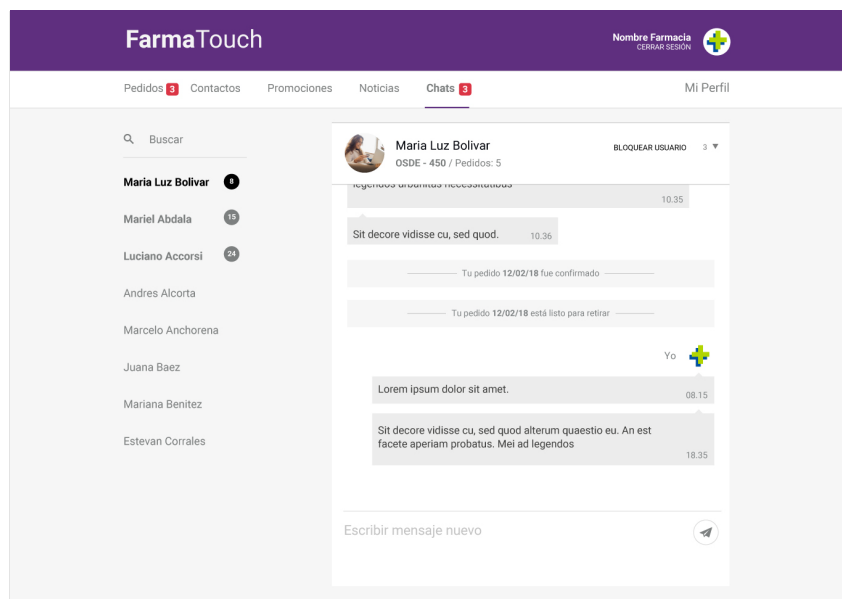 FarmaTouch
Nombre Farmacia
CERRAR SESIÓN
Pedidos 3 Contactos Promociones Noticias Chats 3 Mi Perfil
Buscar
Maria Luz Bolivar 8
Mariel Abdala 15
Luciano Accorsi 24
Andres Alcorta
Marcelo Anchorena
Juana Baez
Mariana Benitez
Estevan Corrales
Maria Luz Bolivar
OSDE - 450 / Pedidos: 5
BLOQUEAR USUARIO 3 ▼
legendos urbanitas necessitatibus
10.35
Sit decore vidisse cu, sed quod. 10.36
Tu pedido 12/02/18 fue confirmado
Tu pedido 12/02/18 está listo para retirar
Yo
Lorem ipsum dolor sit amet.
08.15
Sit decore vidisse cu, sed quod alterum quaestio eu. An est
facete aperiam probatus. Mei ad legendos
18.35
Escribir mensaje nuevo